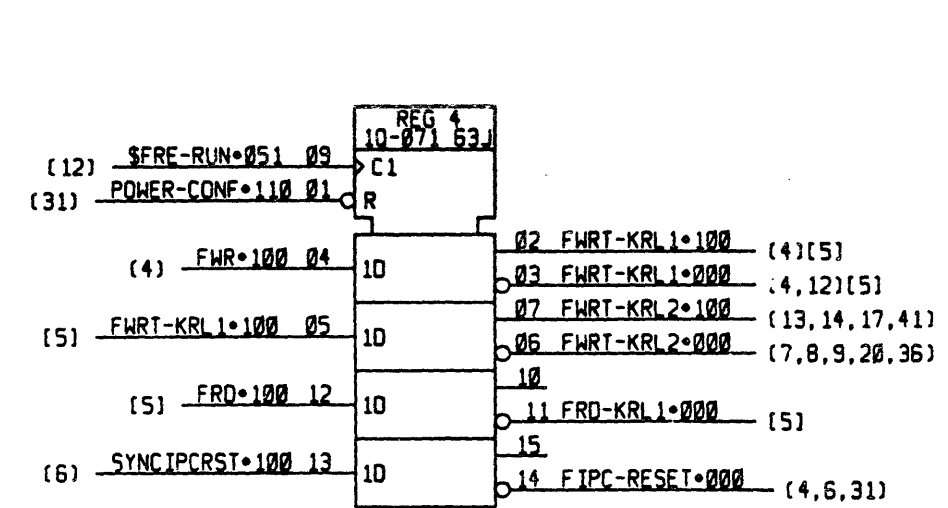 REG 4
10-071 63J
(12) $FRE-RUN•051 09 C1
(31) POWER-CONF•110 01 R
(4) FWR•100 04 1D 02 FWRT-KRL1•100 (4)[5]
03 FWRT-KRL1•000 (4,12)[5]
[5] FWRT-KRL1•100 05 1D 07 FWRT-KRL2•100 (13,14,17,41)
06 FWRT-KRL2•000 (7,8,9,20,36)
[5] FRD•100 12 1D 10
11 FRD-KRL1•000 [5]
(6) SYNCIPCRST•100 13 1D 15
14 FIPC-RESET•000 (4,6,31)